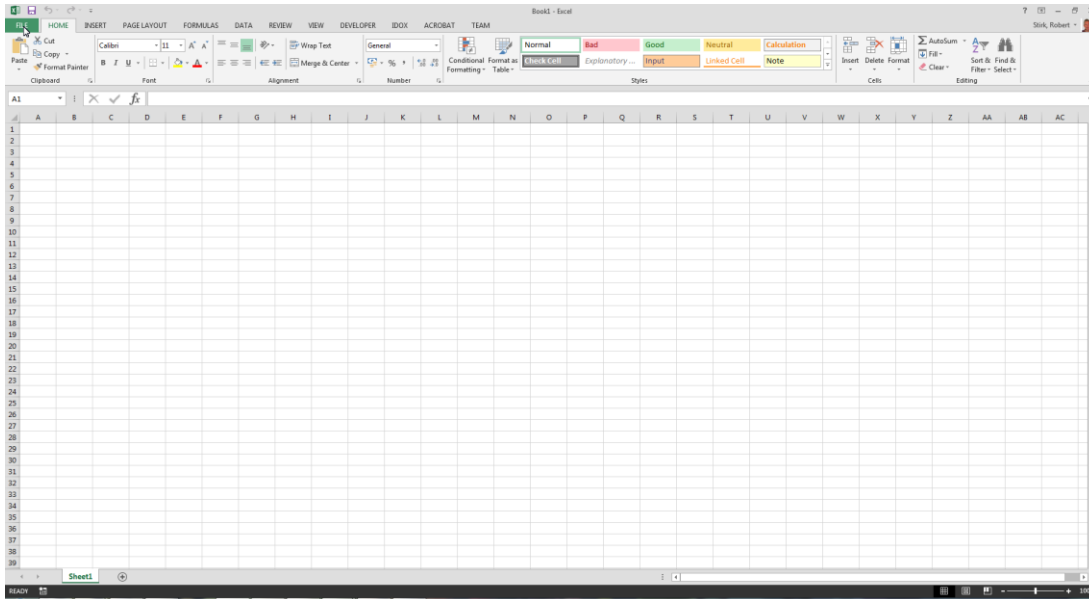 Book1 - Excel
Stirk, Robert
FILE HOME INSERT PAGE LAYOUT FORMULAS DATA REVIEW VIEW DEVELOPER IDOX ACROBAT TEAM
Cut
Copy
Format Painter
Paste
Clipboard
Calibri 11
B I U
Font
Wrap Text
Merge & Center
Alignment
General
%
Number
Conditional Formatting
Format as Table
Normal Bad Good Neutral Calculation
Check Cell Explanatory ... Input Linked Cell Note
Styles
Insert Delete Format
Cells
AutoSum
Fill
Clear
Sort & Filter
Find & Select
Editing
A1 fx
A B C D E F G H I J K L M N O P Q R S T U V W X Y Z AA AB AC
1
2
3
4
5
6
7
8
9
10
11
12
13
14
15
16
17
18
19
20
21
22
23
24
25
26
27
28
29
30
31
32
33
34
35
36
37
38
39
Sheet1
READY